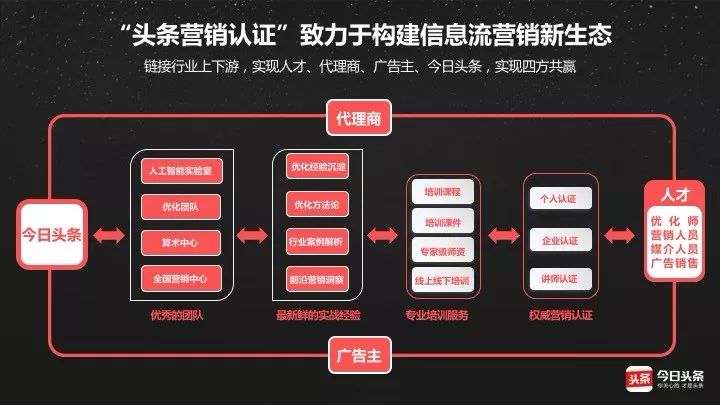 “头条营销认证”致力于构建信息流营销新生态
链接行业上下游，实现人才、代理商、广告主、今日头条，实现四方共赢
代理商
今日头条
人工智能实验室
优化团队
算术中心
全国营销中心
优秀的团队
优化经验沉淀
优化方法论
行业案例解析
前沿营销洞察
最新鲜的实战经验
培训课程
培训课件
专家级师资
线上线下培训
专业培训服务
个人认证
企业认证
讲师认证
权威营销认证
人才
优化师
营销人员
媒介人员
广告销售
广告主
头条
今日头条
你关心的 才是头条